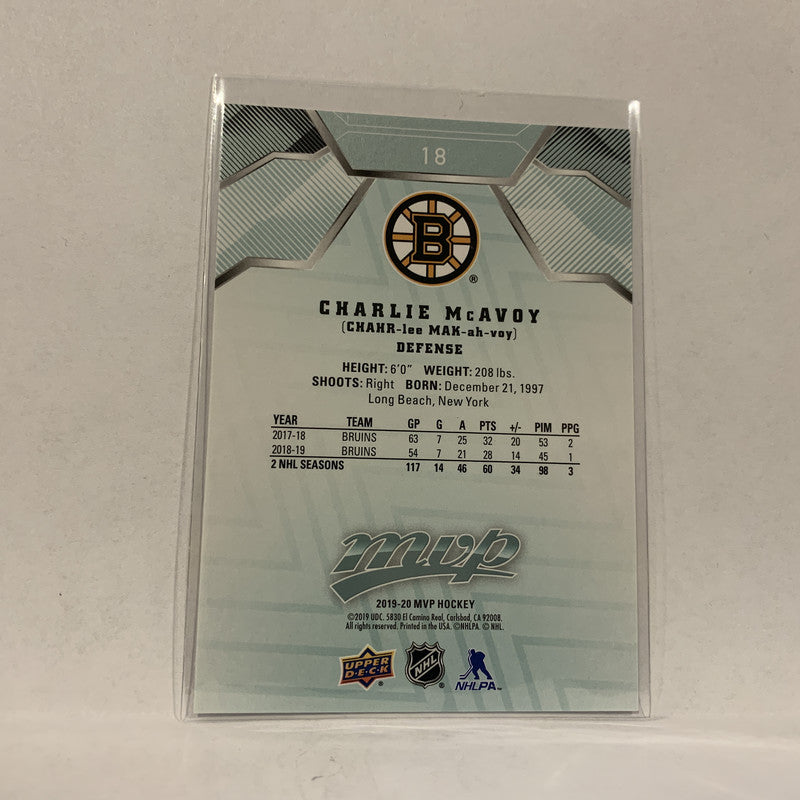 18
B
®
CHARLIE McAVOY
(CHAHR-lee MAK-ah-voy)
DEFENSE
HEIGHT: 6'0" WEIGHT: 208 lbs.
SHOOTS: Right BORN: December 21, 1997
Long Beach, New York
YEAR TEAM GP G A PTS +/- PIM PPG
2017-18 BRUINS 63 7 25 32 20 53 2
2018-19 BRUINS 54 7 21 28 14 45 1
2 NHL SEASONS 117 14 46 60 34 98 3
mvp
2019-20 MVP HOCKEY
©2019 UDC. 5830 El Camino Real, Carlsbad, CA 92008.
All rights reserved. Printed in the USA. ©NHLPA. © NHL.
UPPER DECK ® NHL ® NHLPA™